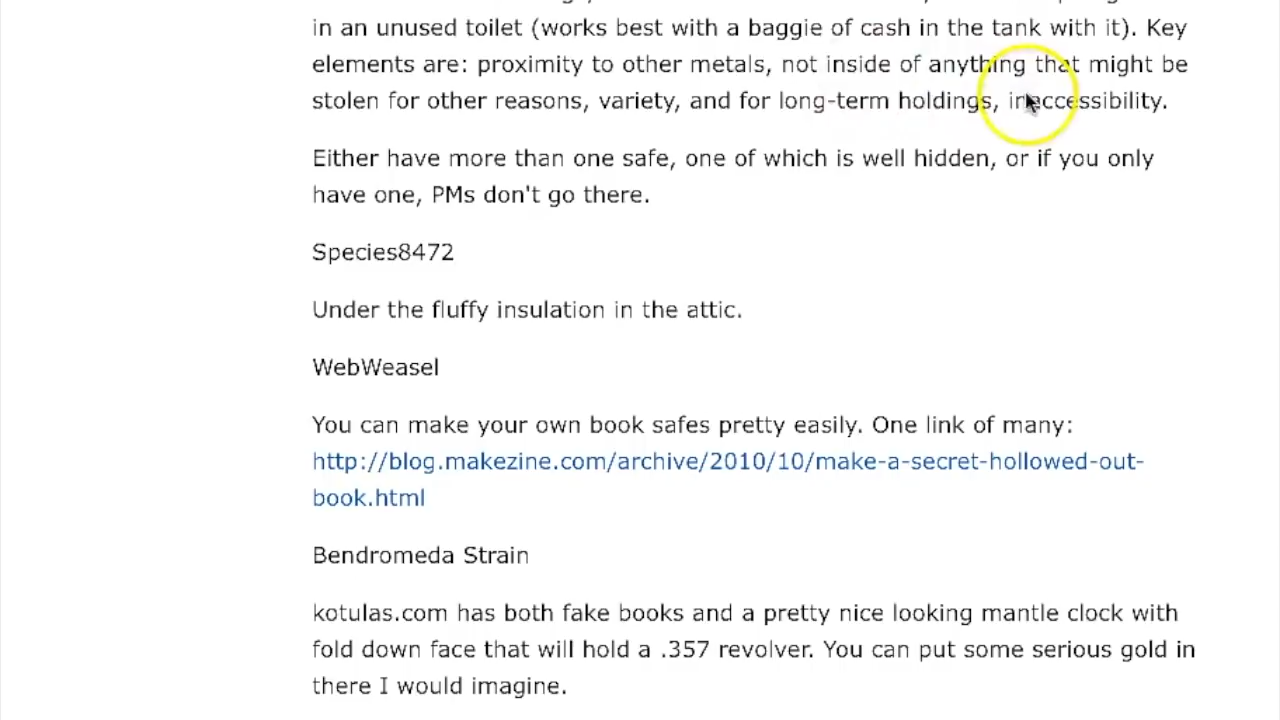 in an unused toilet (works best with a baggie of cash in the tank with it). Key
elements are: proximity to other metals, not inside of anything that might be
stolen for other reasons, variety, and for long-term holdings, inaccessibility.
Either have more than one safe, one of which is well hidden, or if you only
have one, PMs don't go there.
Species8472
Under the fluffy insulation in the attic.
WebWeasel
You can make your own book safes pretty easily. One link of many:
http://blog.makezine.com/archive/2010/10/make-a-secret-hollowed-out-
book.html
Bendromeda Strain
kotulas.com has both fake books and a pretty nice looking mantle clock with
fold down face that will hold a .357 revolver. You can put some serious gold in
there I would imagine.